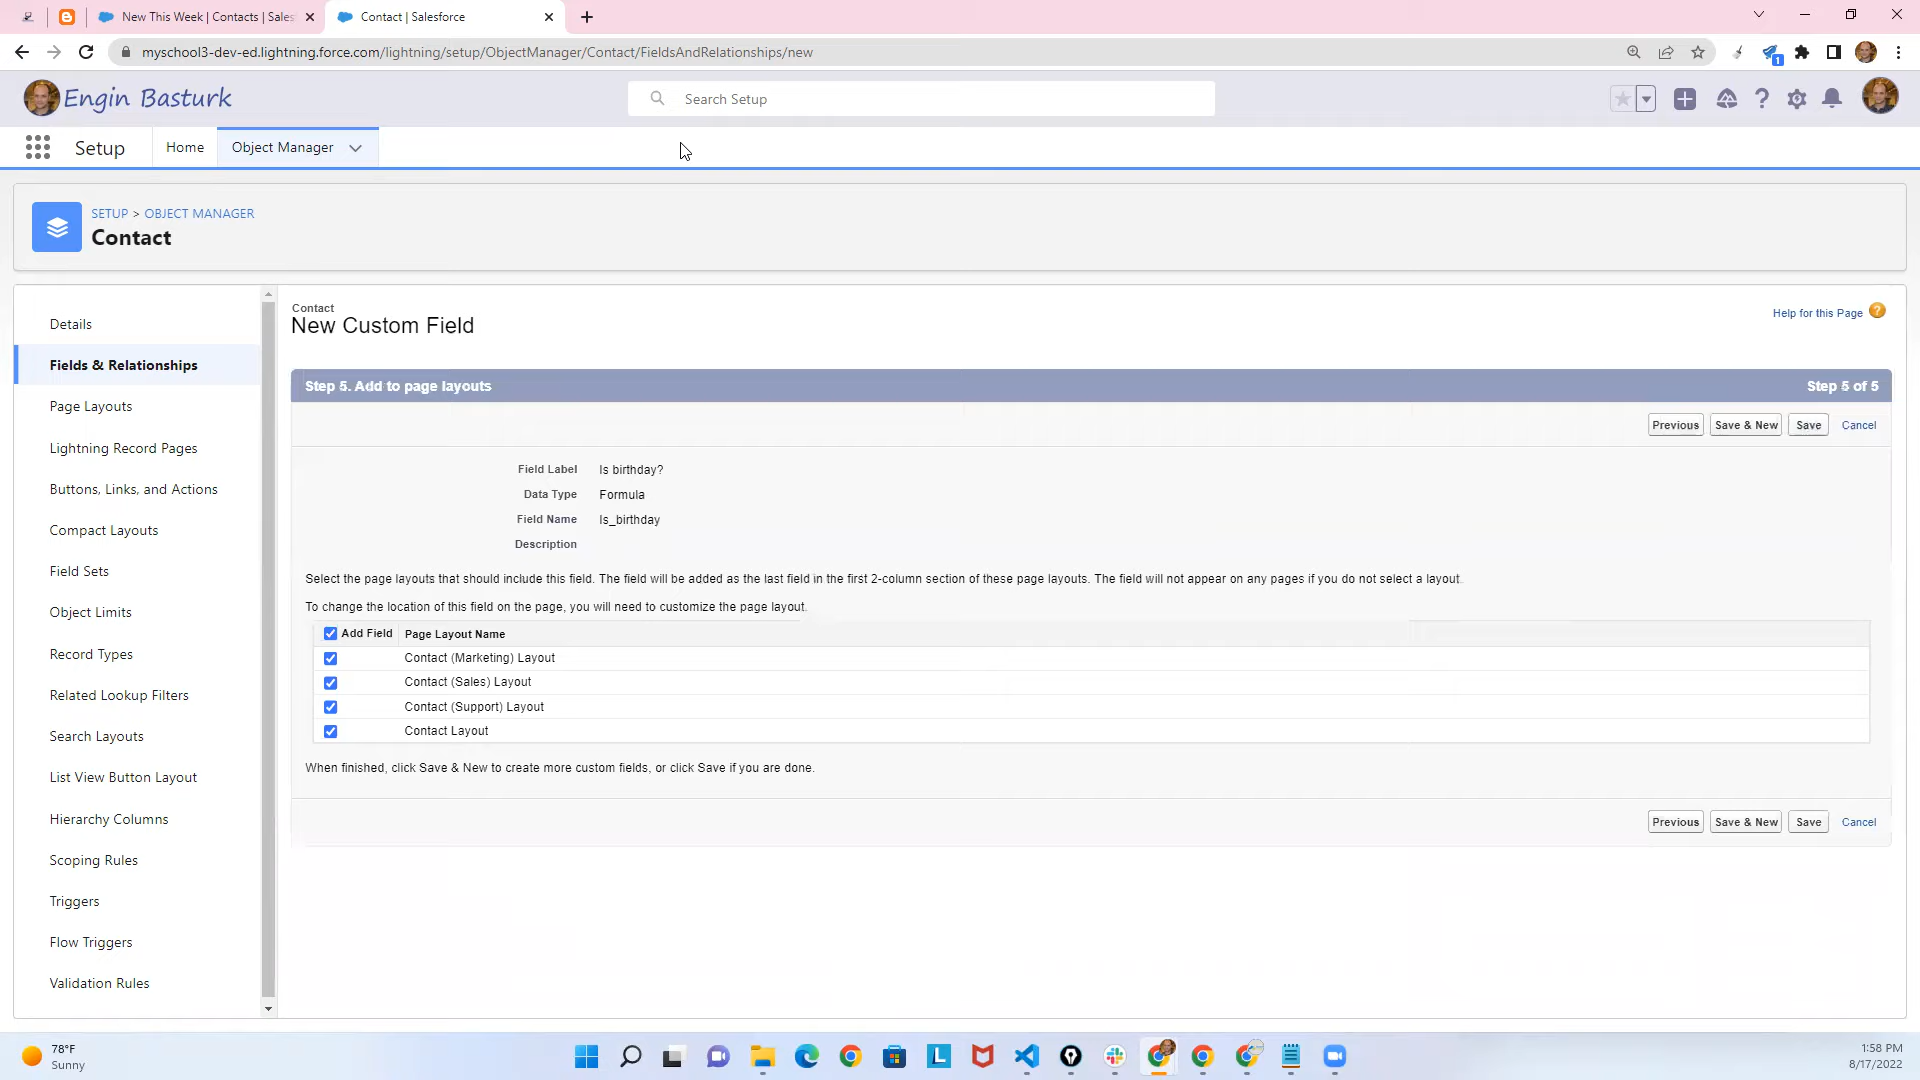 New This Week | Contacts | Sales
Contact | Salesforce
myschool3-dev-ed.lightning.force.com/lightning/setup/ObjectManager/Contact/FieldsAndRelationships/new
1
Engin Basturk
Search Setup
Setup
Home
Object Manager
SETUP > OBJECT MANAGER
Contact
Details
Fields & Relationships
Page Layouts
Lightning Record Pages
Buttons, Links, and Actions
Compact Layouts
Field Sets
Object Limits
Record Types
Related Lookup Filters
Search Layouts
List View Button Layout
Hierarchy Columns
Scoping Rules
Triggers
Flow Triggers
Validation Rules
Contact
New Custom Field
Help for this Page ?
Step 5. Add to page layouts Step 5 of 5
Previous Save & New Save Cancel
Field Label Is birthday?
Data Type Formula
Field Name Is_birthday
Description
Select the page layouts that should include this field. The field will be added as the last field in the first 2-column section of these page layouts. The field will not appear on any pages if you do not select a layout.
To change the location of this field on the page, you will need to customize the page layout.
Add Field Page Layout Name
Contact (Marketing) Layout
Contact (Sales) Layout
Contact (Support) Layout
Contact Layout
When finished, click Save & New to create more custom fields, or click Save if you are done.
Previous Save & New Save Cancel
78°F
Sunny
L
1:58 PM
8/17/2022